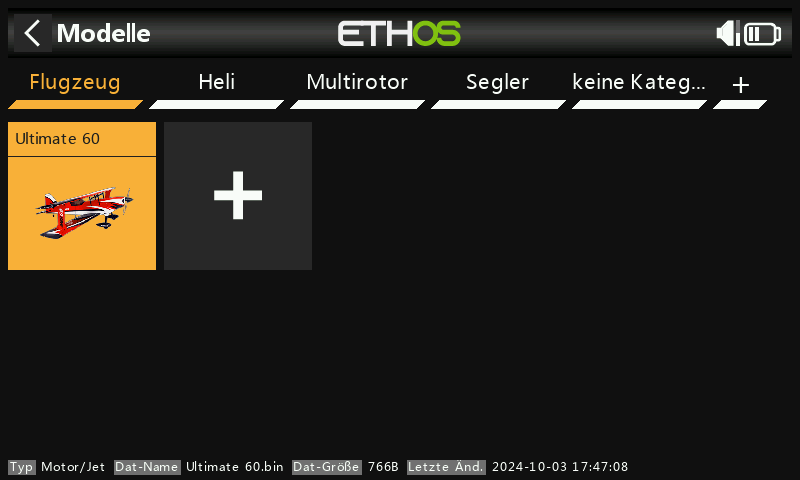 Modelle ETHOS
Flugzeug Heli Multirotor Segler keine Kateg... +
Ultimate 60
Typ Motor/Jet Dat-Name Ultimate 60.bin Dat-Größe 766B Letzte Änd. 2024-10-03 17:47:08